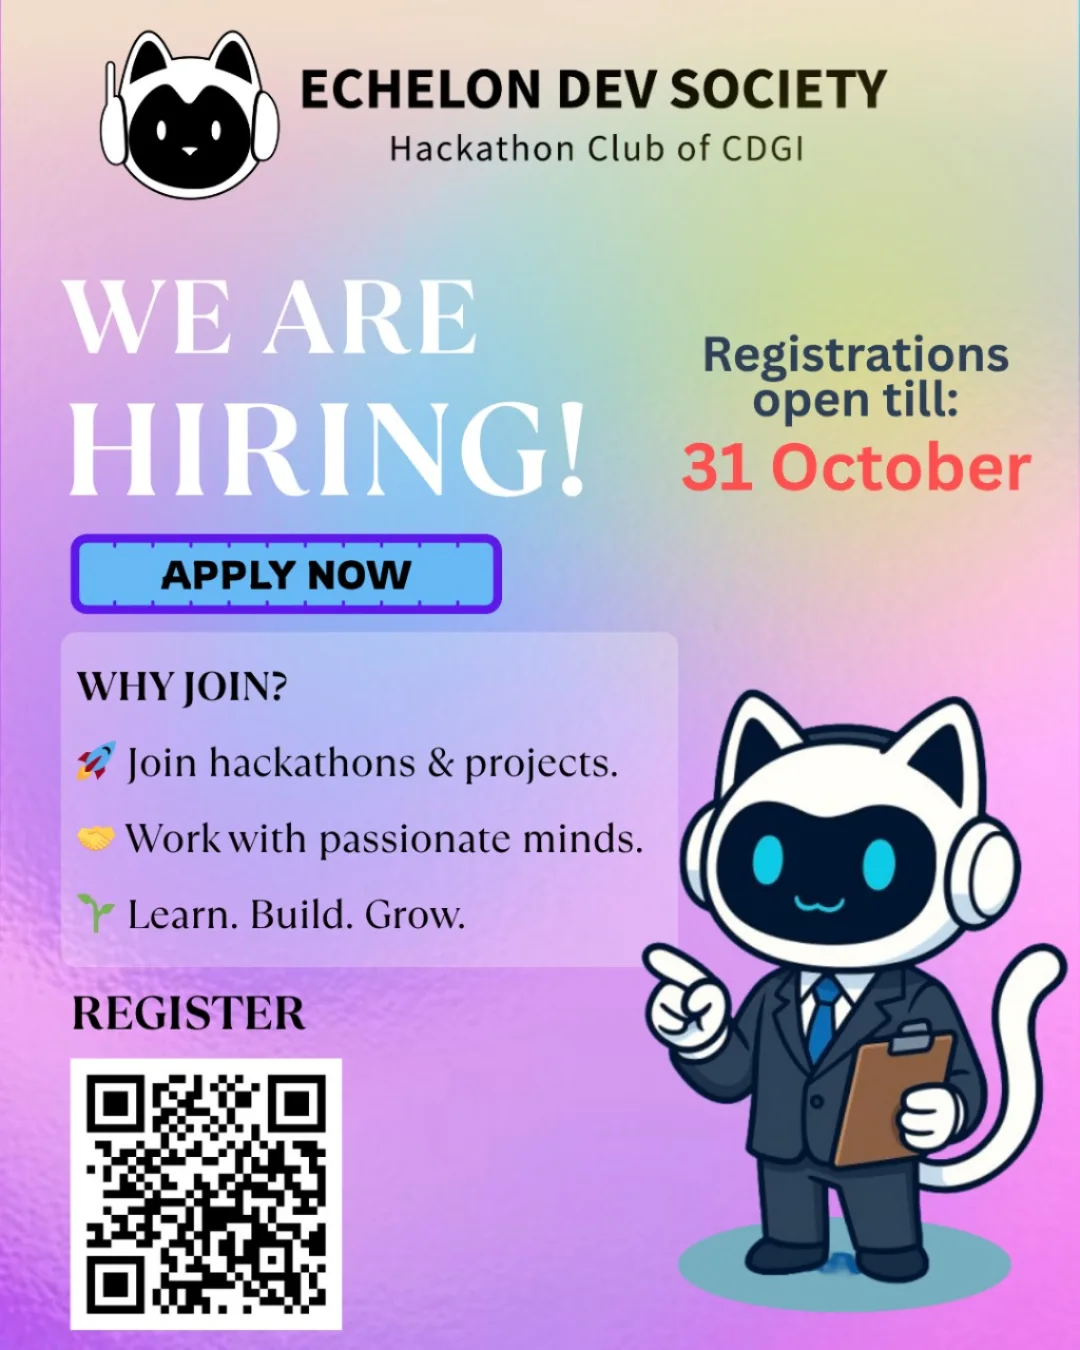 ECHELON DEV SOCIETY
Hackathon Club of CDGI
WE ARE
HIRING!
Registrations
open till:
31 October
APPLY NOW
WHY JOIN?
🚀 Join hackathons & projects.
🤝 Work with passionate minds.
🌱 Learn. Build. Grow.
REGISTER